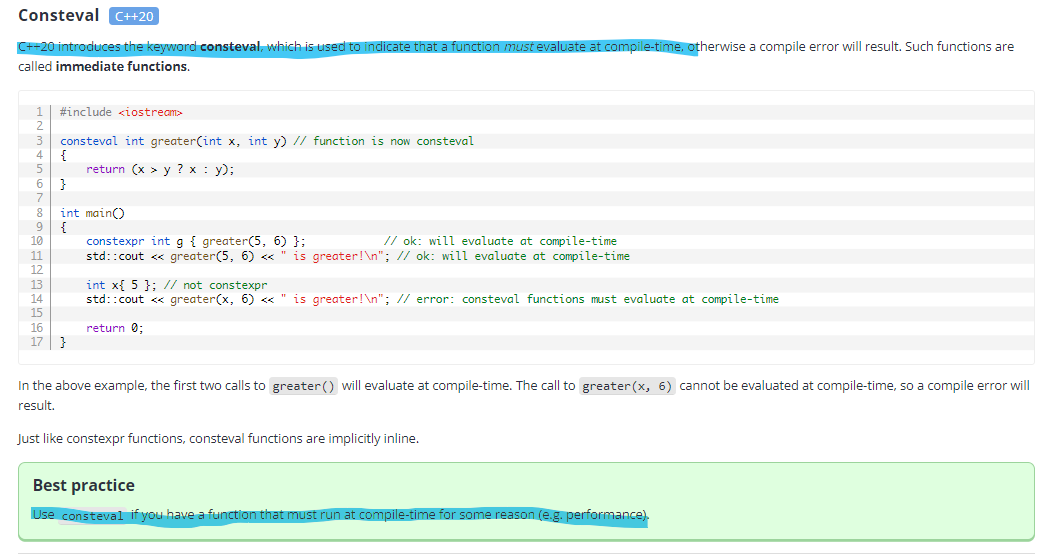 Consteval C++20
C++20 introduces the keyword consteval, which is used to indicate that a function must evaluate at compile-time, otherwise a compile error will result. Such functions are
called immediate functions.
1 #include <iostream>
2
3 consteval int greater(int x, int y) // function is now consteval
4 {
5     return (x > y ? x : y);
6 }
7
8 int main()
9 {
10     constexpr int g { greater(5, 6) };            // ok: will evaluate at compile-time
11     std::cout << greater(5, 6) << " is greater!\n"; // ok: will evaluate at compile-time
12
13     int x{ 5 }; // not constexpr
14     std::cout << greater(x, 6) << " is greater!\n"; // error: consteval functions must evaluate at compile-time
15
16     return 0;
17 }
In the above example, the first two calls to greater() will evaluate at compile-time. The call to greater(x, 6) cannot be evaluated at compile-time, so a compile error will
result.
Just like constexpr functions, consteval functions are implicitly inline.
Best practice
Use consteval if you have a function that must run at compile-time for some reason (e.g. performance).